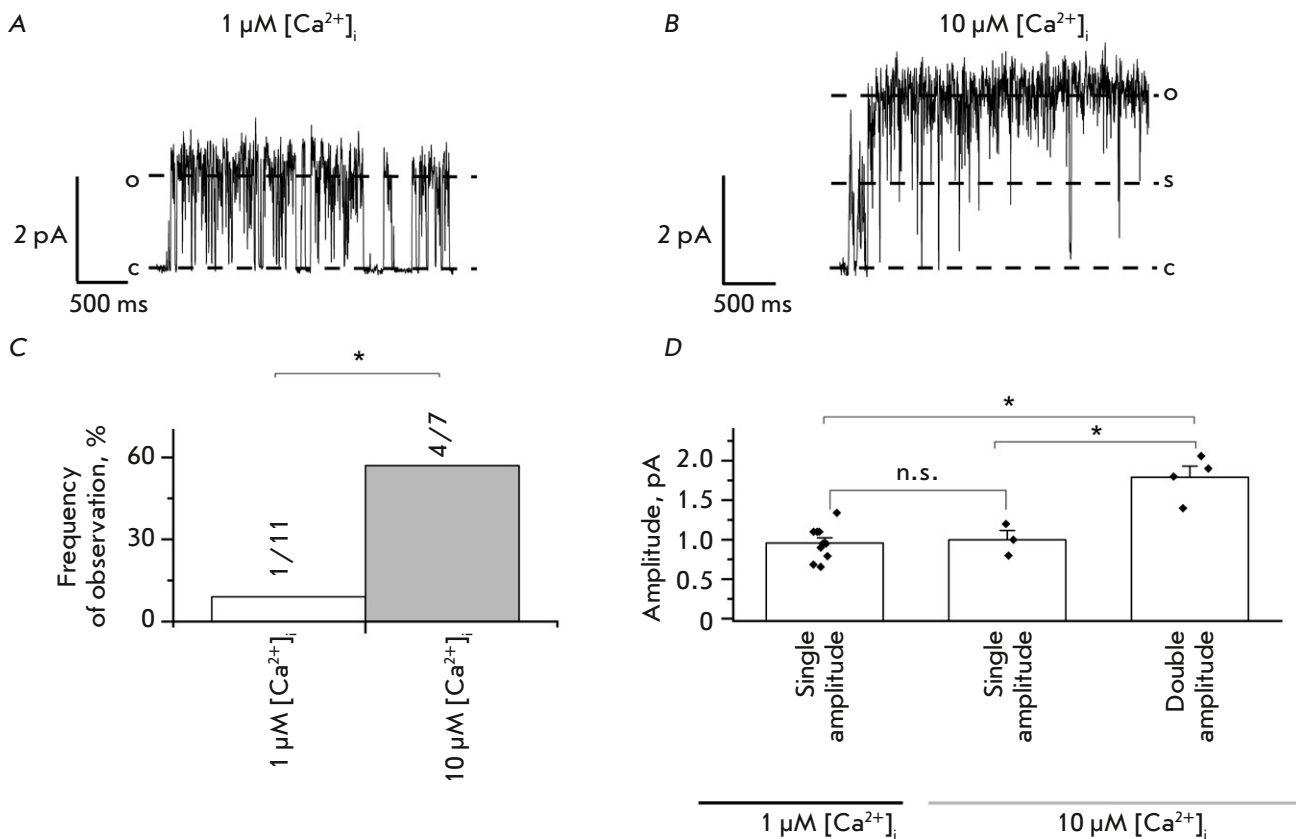 A
1 µM [Ca²⁺]ᵢ
o
2 pA
c
500 ms
B
10 µM [Ca²⁺]ᵢ
o
s
2 pA
c
500 ms
C
*
Frequency
of observation, %
60
30
0
1/11
4/7
1 µM [Ca²⁺]ᵢ
10 µM [Ca²⁺]ᵢ
D
*
*
n.s.
Amplitude, pA
2.0
1.5
1.0
0.5
0
Single
amplitude
Single
amplitude
Double
amplitude
1 µM [Ca²⁺]ᵢ
10 µM [Ca²⁺]ᵢ